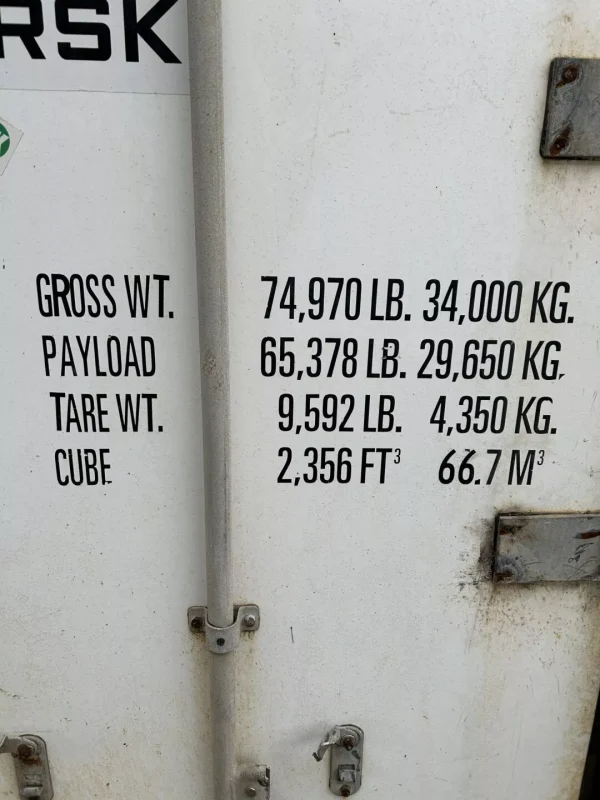 RSK
GROSS WT. 74,970 LB. 34,000 KG.
PAYLOAD 65,378 LB. 29,650 KG.
TARE WT. 9,592 LB. 4,350 KG.
CUBE 2,356 FT³ 66.7 M³